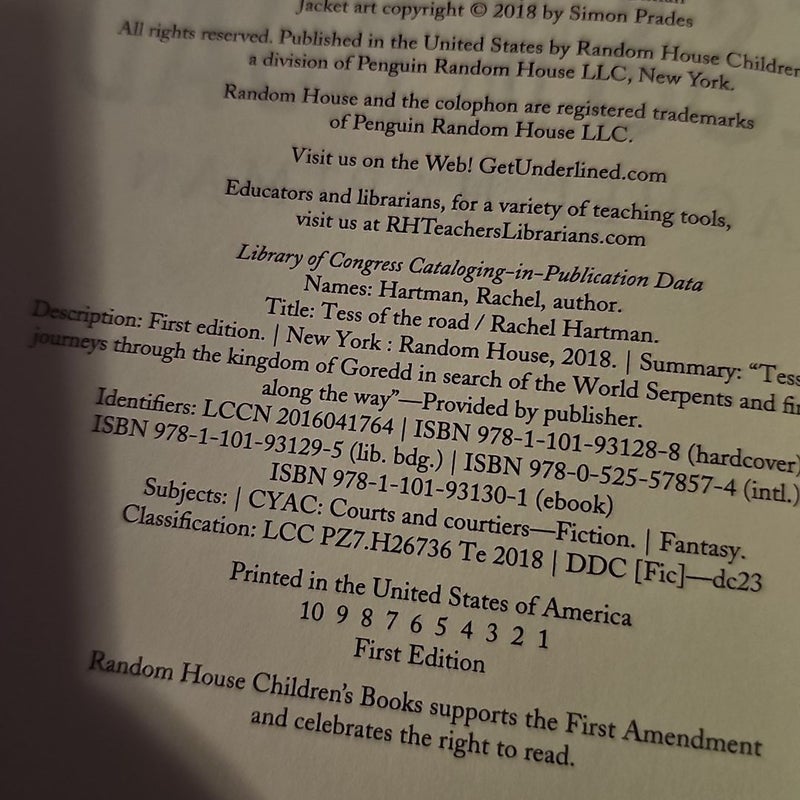 Jacket art copyright © 2018 by Simon Prades
All rights reserved. Published in the United States by Random House Children
a division of Penguin Random House LLC, New York.
Random House and the colophon are registered trademarks
of Penguin Random House LLC.
Visit us on the Web! GetUnderlined.com
Educators and librarians, for a variety of teaching tools,
visit us at RHTeachersLibrarians.com
Library of Congress Cataloging-in-Publication Data
Names: Hartman, Rachel, author.
Title: Tess of the road / Rachel Hartman.
Description: First edition. | New York : Random House, 2018. | Summary: “Tess
journeys through the kingdom of Goredd in search of the World Serpents and
along the way”—Provided by publisher.
Identifiers: LCCN 2016041764 | ISBN 978-1-101-93128-8 (hardcover)
ISBN 978-1-101-93129-5 (lib. bdg.) | ISBN 978-0-525-57857-4 (intl.)
ISBN 978-1-101-93130-1 (ebook)
Subjects: | CYAC: Courts and courtiers—Fiction. | Fantasy.
Classification: LCC PZ7.H26736 Te 2018 | DDC [Fic]—dc23
Printed in the United States of America
10 9 8 7 6 5 4 3 2 1
First Edition
Random House Children’s Books supports the First Amendment
and celebrates the right to read.